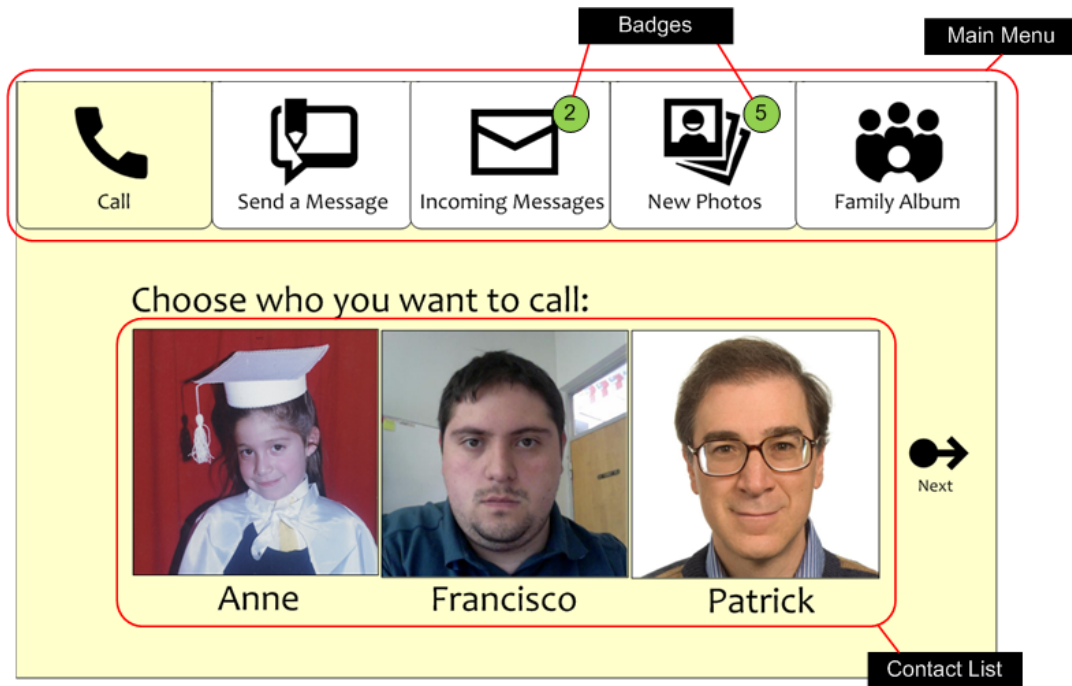 Badges
Main Menu
2
5
Call
Send a Message
Incoming Messages
New Photos
Family Album
Choose who you want to call:
Next
Anne
Francisco
Patrick
Contact List